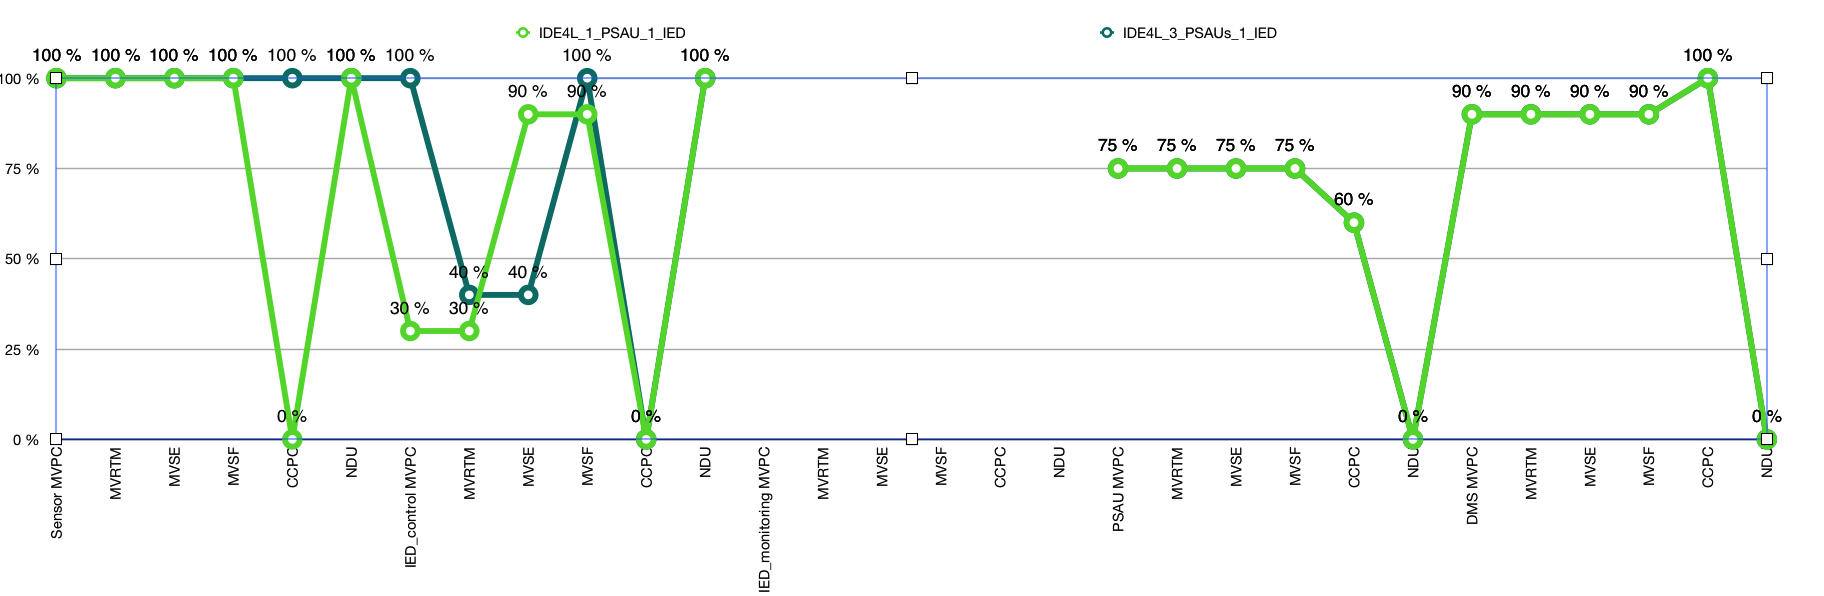 IDE4L_1_PSAU_1_IED
IDE4L_3_PSAUs_1_IED
100 % 100 % 100 % 100 % 100 % 100 % 100 % 100 % 100 % 100 %
100 %
90 % 90 % 90 % 90 % 90 % 90 %
75 % 75 % 75 % 75 %
75 %
60 %
50 %
40 % 40 %
30 % 30 %
25 %
0 % 0 % 0 % 0 %
0 %
Sensor MVPC
MVRTM
MVSE
MVSF
CCPC
NDU
IED_control MVPC
MVRTM
MVSE
MVSF
CCPC
NDU
IED_monitoring MVPC
MVRTM
MVSE
MVSF
CCPC
NDU
PSAU MVPC
MVRTM
MVSE
MVSF
CCPC
NDU
DMS MVPC
MVRTM
MVSE
MVSF
CCPC
NDU